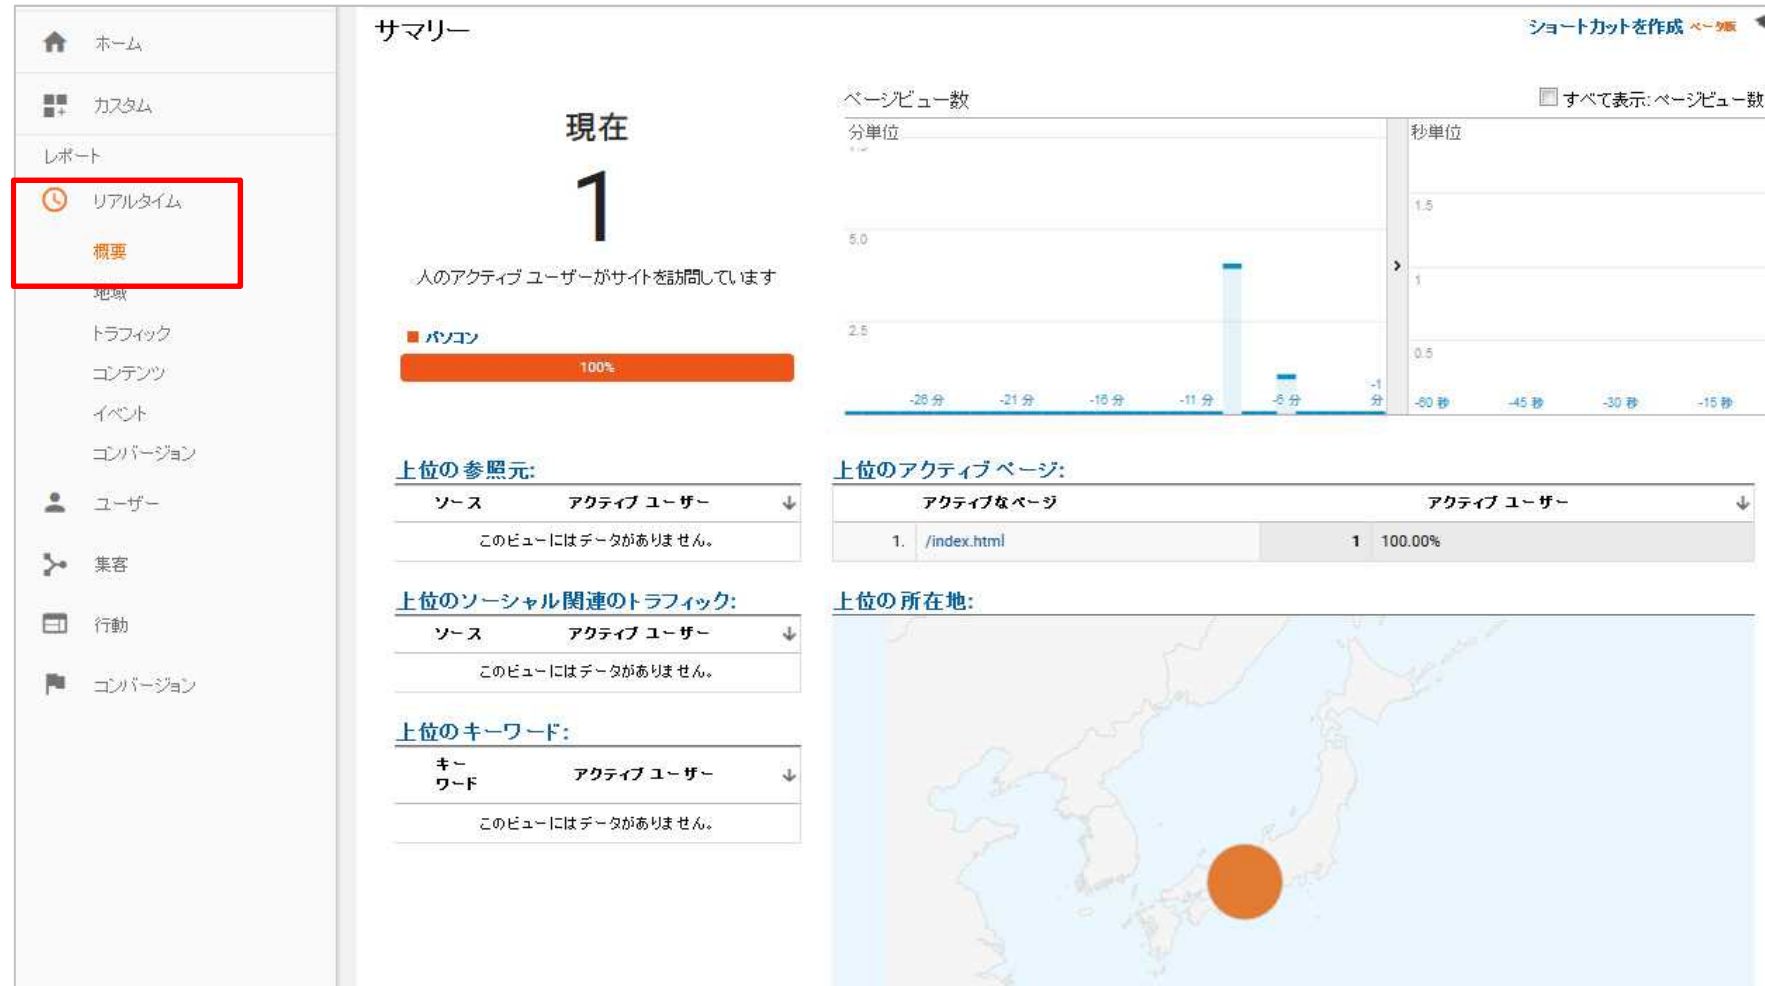 ホーム
カスタム
レポート
リアルタイム
概要
地域
トラフィック
コンテンツ
イベント
コンバージョン
ユーザー
集客
行動
コンバージョン
サマリー
ショートカットを作成 ベータ版
現在
1
人のアクティブ ユーザーがサイトを訪問しています
パソコン
100%
ページビュー数
すべて表示: ページビュー数
分単位
5.0
2.5
-26 分 -21 分 -16 分 -11 分 -6 分 -1 分
秒単位
1.5
1
0.5
-60 秒 -45 秒 -30 秒 -15 秒
上位の参照元:
ソース アクティブ ユーザー
このビューにはデータがありません。
上位のソーシャル関連のトラフィック:
ソース アクティブ ユーザー
このビューにはデータがありません。
上位のキーワード:
キー
ワード アクティブ ユーザー
このビューにはデータがありません。
上位のアクティブ ページ:
アクティブなページ アクティブ ユーザー
1. /index.html 1 100.00%
上位の所在地: